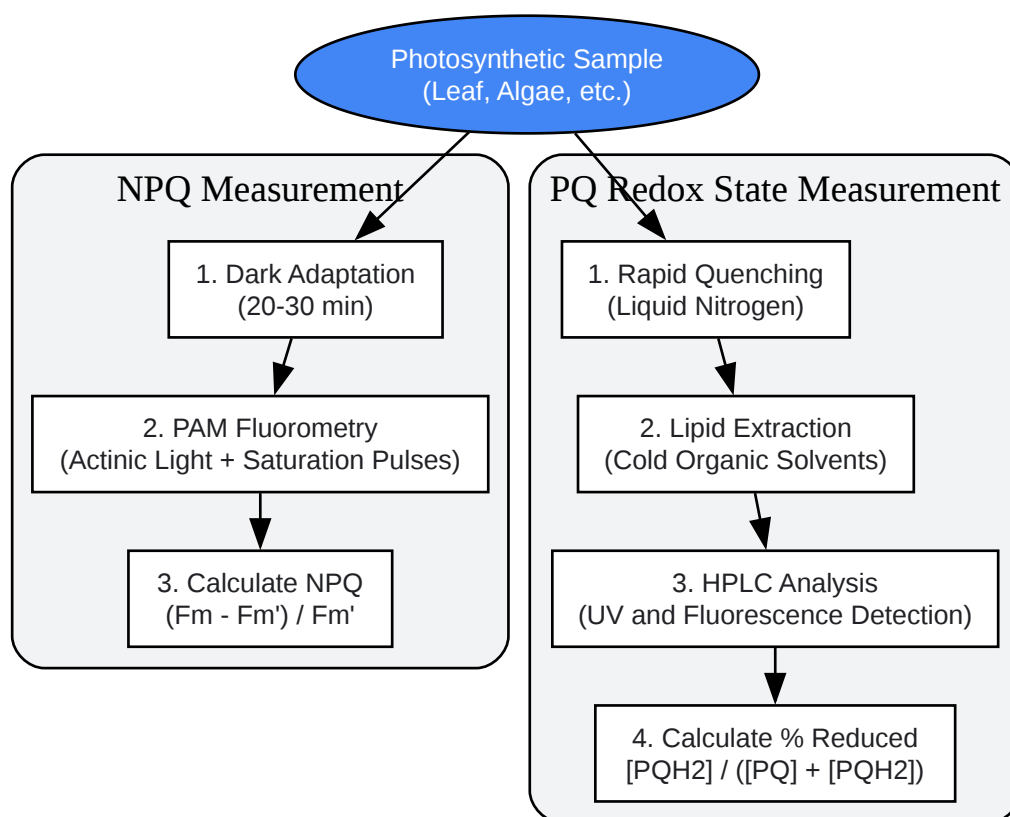 Photosynthetic Sample
(Leaf, Algae, etc.)
NPQ Measurement
1. Dark Adaptation
(20-30 min)
2. PAM Fluorometry
(Actinic Light + Saturation Pulses)
3. Calculate NPQ
(Fm - Fm') / Fm'
PQ Redox State Measurement
1. Rapid Quenching
(Liquid Nitrogen)
2. Lipid Extraction
(Cold Organic Solvents)
3. HPLC Analysis
(UV and Fluorescence Detection)
4. Calculate % Reduced
[PQH2] / ([PQ] + [PQH2])